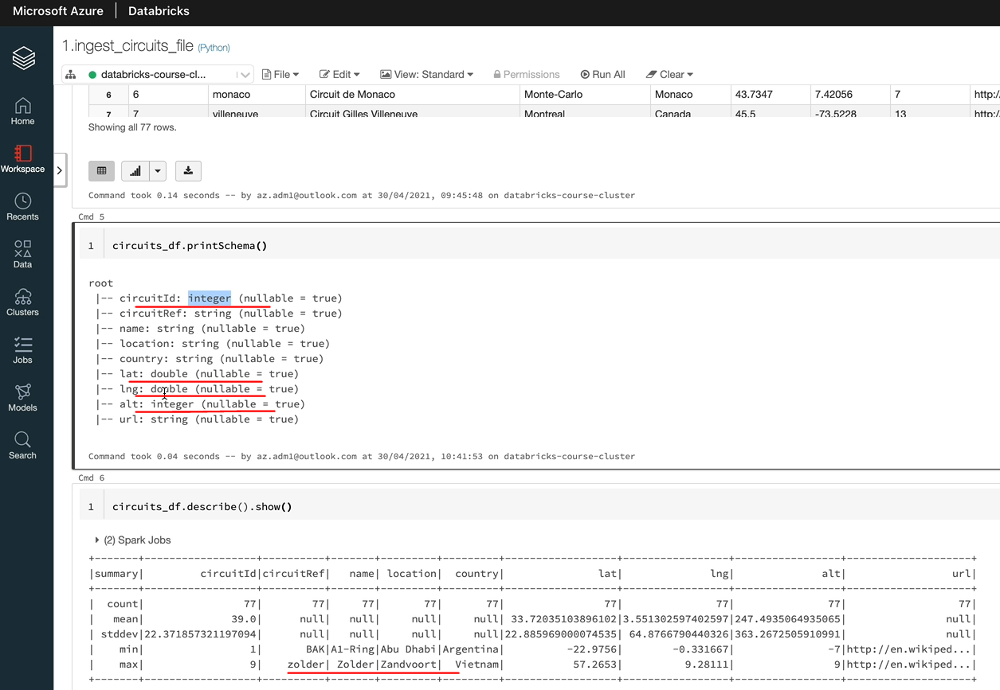 Microsoft Azure | Databricks
1.ingest_circuits_file (Python)
databricks-course-cl...
File
Edit
View: Standard
Permissions
Run All
Clear
Home
Workspace
Recents
Data
Clusters
Jobs
Models
Search
6 6 monaco Circuit de Monaco Monte-Carlo Monaco 43.7347 7.42056 7 http:/
7 7 villeneuve Circuit Gilles Villeneuve Montreal Canada 45.5 -73.5228 13 http:/
Showing all 77 rows.
Command took 0.14 seconds -- by az.adm1@outlook.com at 30/04/2021, 09:45:48 on databricks-course-cluster
Cmd 5
1 circuits_df.printSchema()
root
|-- circuitId: integer (nullable = true)
|-- circuitRef: string (nullable = true)
|-- name: string (nullable = true)
|-- location: string (nullable = true)
|-- country: string (nullable = true)
|-- lat: double (nullable = true)
|-- lng: double (nullable = true)
|-- alt: integer (nullable = true)
|-- url: string (nullable = true)
Command took 0.04 seconds -- by az.adm1@outlook.com at 30/04/2021, 10:41:53 on databricks-course-cluster
Cmd 6
1 circuits_df.describe().show()
(2) Spark Jobs
+-------+------------------+----------+-------+---------+---------+------------------+-----------------+-----------------+--------------------+
|summary| circuitId|circuitRef| name| location| country| lat| lng| alt| url|
+-------+------------------+----------+-------+---------+---------+------------------+-----------------+-----------------+--------------------+
| count| 77| 77| 77| 77| 77| 77| 77| 77| 77|
| mean| 39.0| null| null| null| null| 33.72035103896102|3.551302597402597|247.4935064935065| null|
| stddev|22.371857321197094| null| null| null| null|22.885969000074535| 64.8766790440326|363.2672505910991| null|
| min| 1| BAK|A1-Ring|Abu Dhabi|Argentina| -22.9756| -0.331667| -7|http://en.wikiped...|
| max| 9| zolder| Zolder|Zandvoort| Vietnam| 57.2653| 9.28111| 9|http://en.wikiped...|
+-------+------------------+----------+-------+---------+---------+------------------+-----------------+-----------------+--------------------+